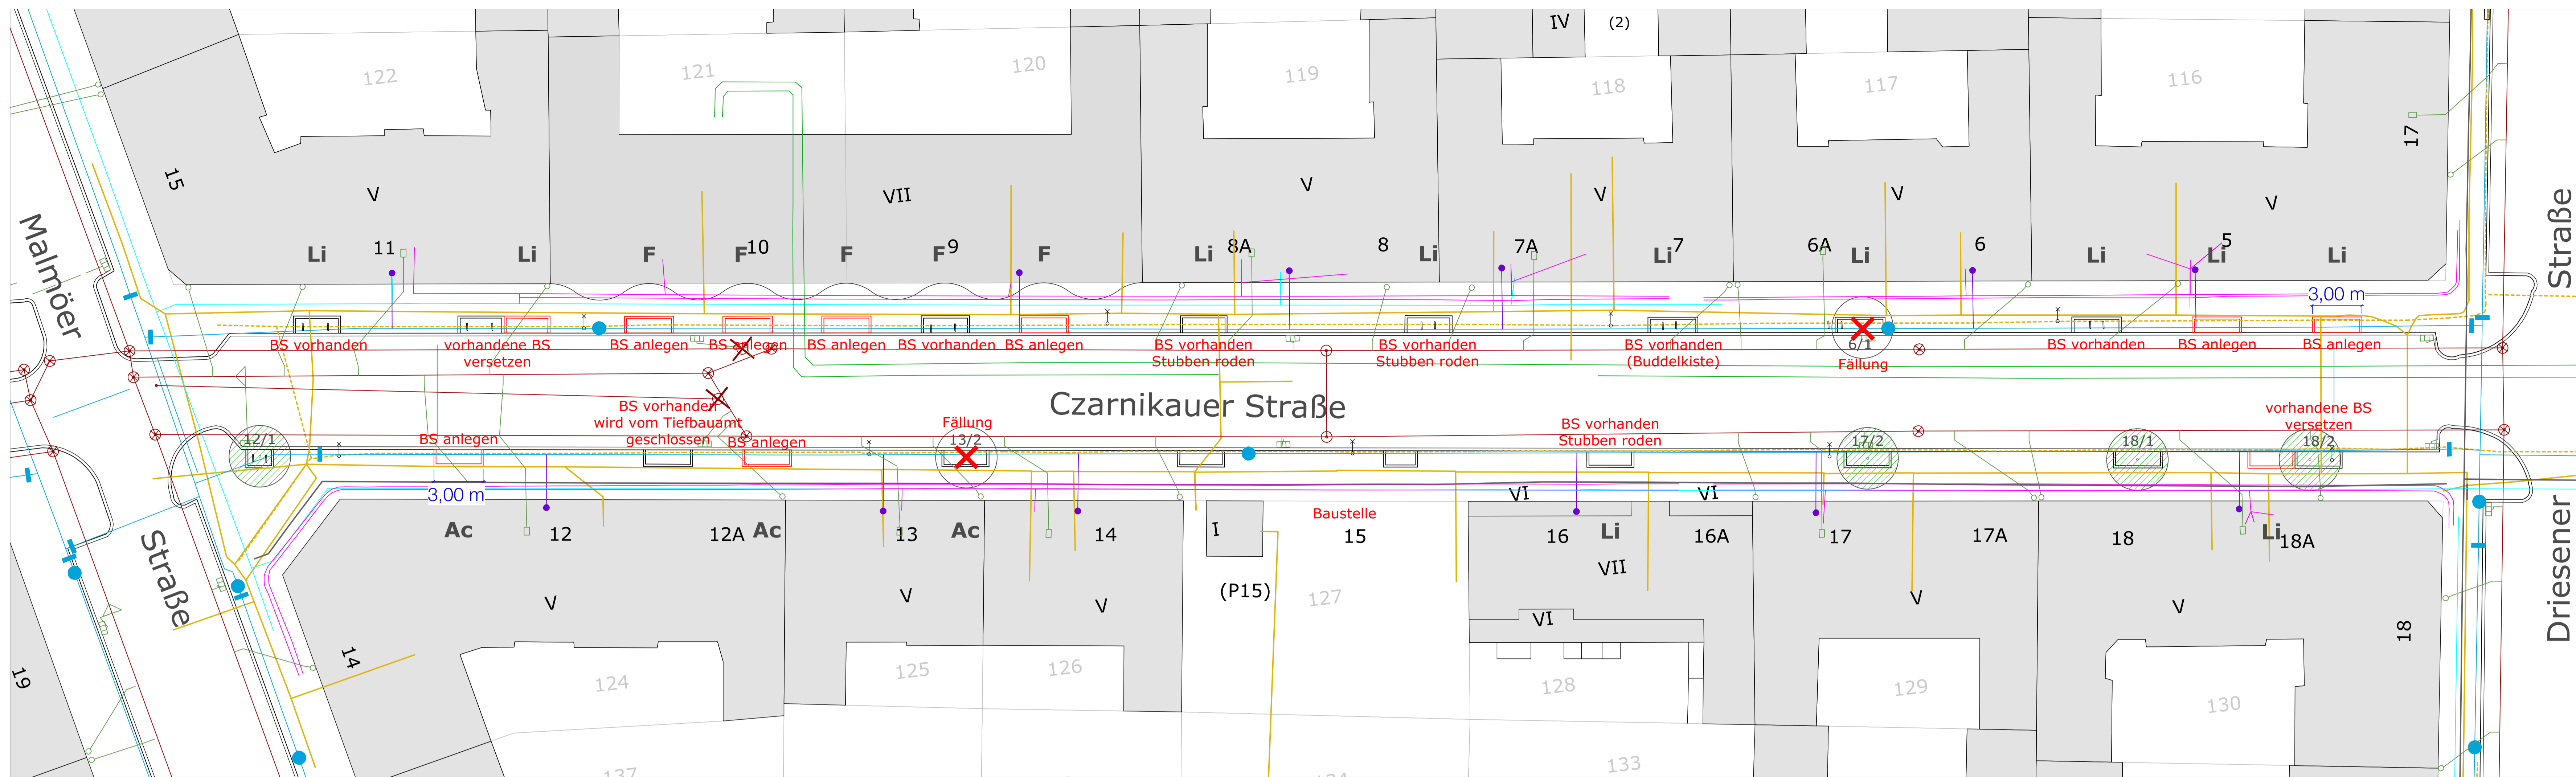 IV
(2)
122
121
120
119
118
117
116
15
V
VII
V
V
V
V
17
Straße
Malmöer
Li
11
Li
F
F
10
F
F
9
F
Li
8A
8
Li
7A
Li
7
6A
Li
6
Li
5
Li
Li
3,00 m
BS vorhanden
vorhandene BS
versetzen
BS anlegen
BS anlegen
BS anlegen
BS vorhanden
BS anlegen
BS vorhanden
Stubben roden
BS vorhanden
Stubben roden
BS vorhanden
(Buddelkiste)
6/1
Fällung
BS vorhanden
BS anlegen
BS anlegen
Czarnikauer Straße
12/1
BS anlegen
BS vorhanden
wird vom Tiefbauamt
geschlossen
BS anlegen
Fällung
13/2
BS vorhanden
Stubben roden
17/2
18/1
vorhandene BS
versetzen
18/2
3,00 m
Straße
Ac
12
12A
Ac
13
Ac
14
I
Baustelle
15
VI
VI
16
Li
16A
17
17A
18
Li
18A
Driesener
VII
(P15)
127
V
V
V
VI
V
V
14
19
18
124
125
126
128
129
130
137
133